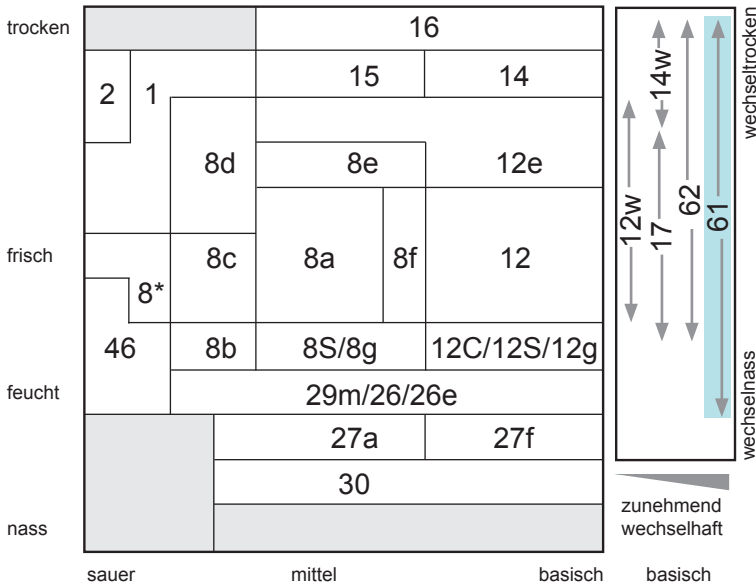 trocken
16
15
14
2
1
8d
8e
12e
frisch
8c
8a
8f
12
8*
46
8b
8S/8g
12C/12S/12g
feucht
29m/26/26e
27a
27f
30
nass
sauer
mittel
basisch
12w
14w
17
62
61
wechseltrocken
wechselnass
zunehmend
wechselhaft
basisch